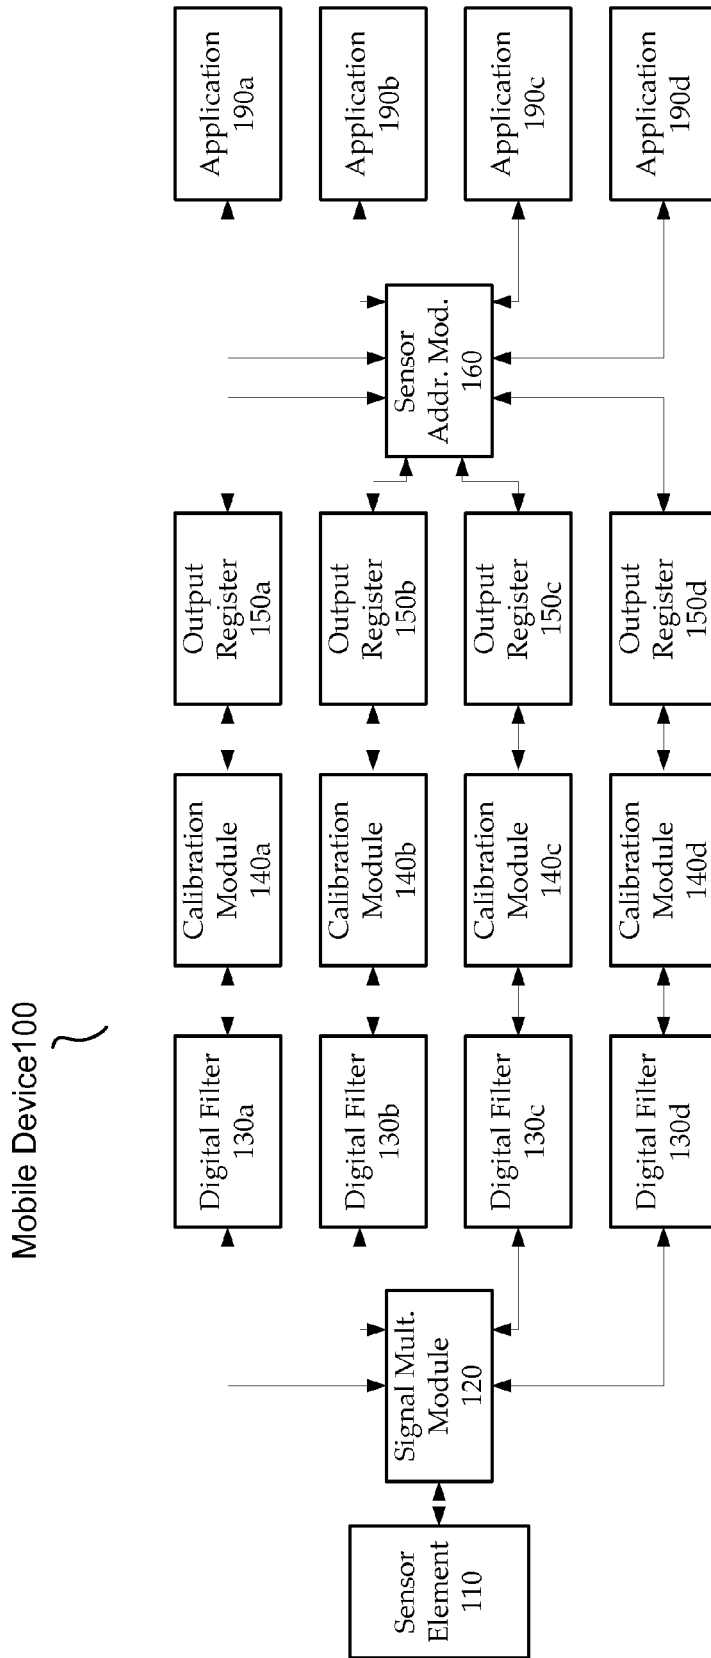 Mobile Device100
Sensor
Element
110
Signal Mult.
Module
120
Digital Filter
130a
Digital Filter
130b
Digital Filter
130c
Digital Filter
130d
Calibration
Module
140a
Calibration
Module
140b
Calibration
Module
140c
Calibration
Module
140d
Output
Register
150a
Output
Register
150b
Output
Register
150c
Output
Register
150d
Sensor
Addr. Mod.
160
Application
190a
Application
190b
Application
190c
Application
190d